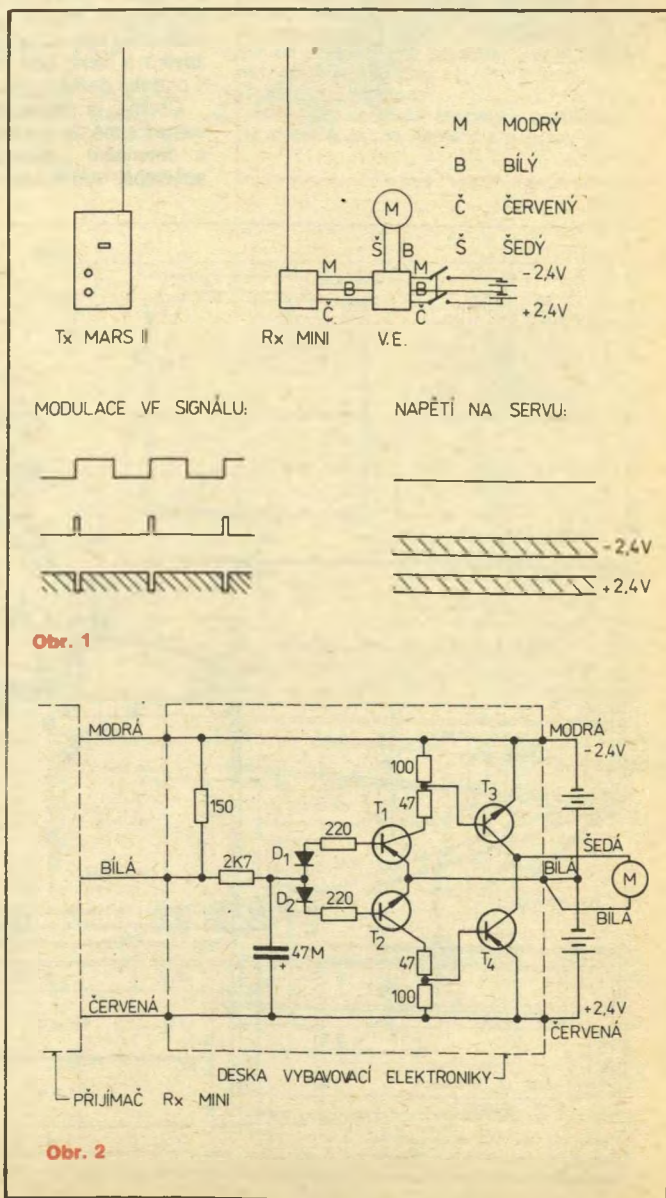 M MODRÝ
B BÍLÝ
Č ČERVENÝ
Š ŠEDÝ
M
Š B
M M
B B
Č Č
-2,4V
+2,4V
Tx MARS II
Rx MINI
V.E.
MODULACE VF SIGNÁLU:
NAPĚTÍ NA SERVU:
-2,4V
+2,4V
Obr. 1
MODRÁ
MODRÁ
-2,4V
100
T3
150
T1
47
220
D1
ŠEDÁ
BÍLÁ
2K7
BÍLÁ
M
D2
220
BÍLÁ
T2
47M
+
47
T4
100
ČERVENÁ
+2,4V
ČERVENÁ
DESKA VYBAVOVACÍ ELEKTRONIKY
PŘIJÍMAČ Rx MINI
Obr. 2